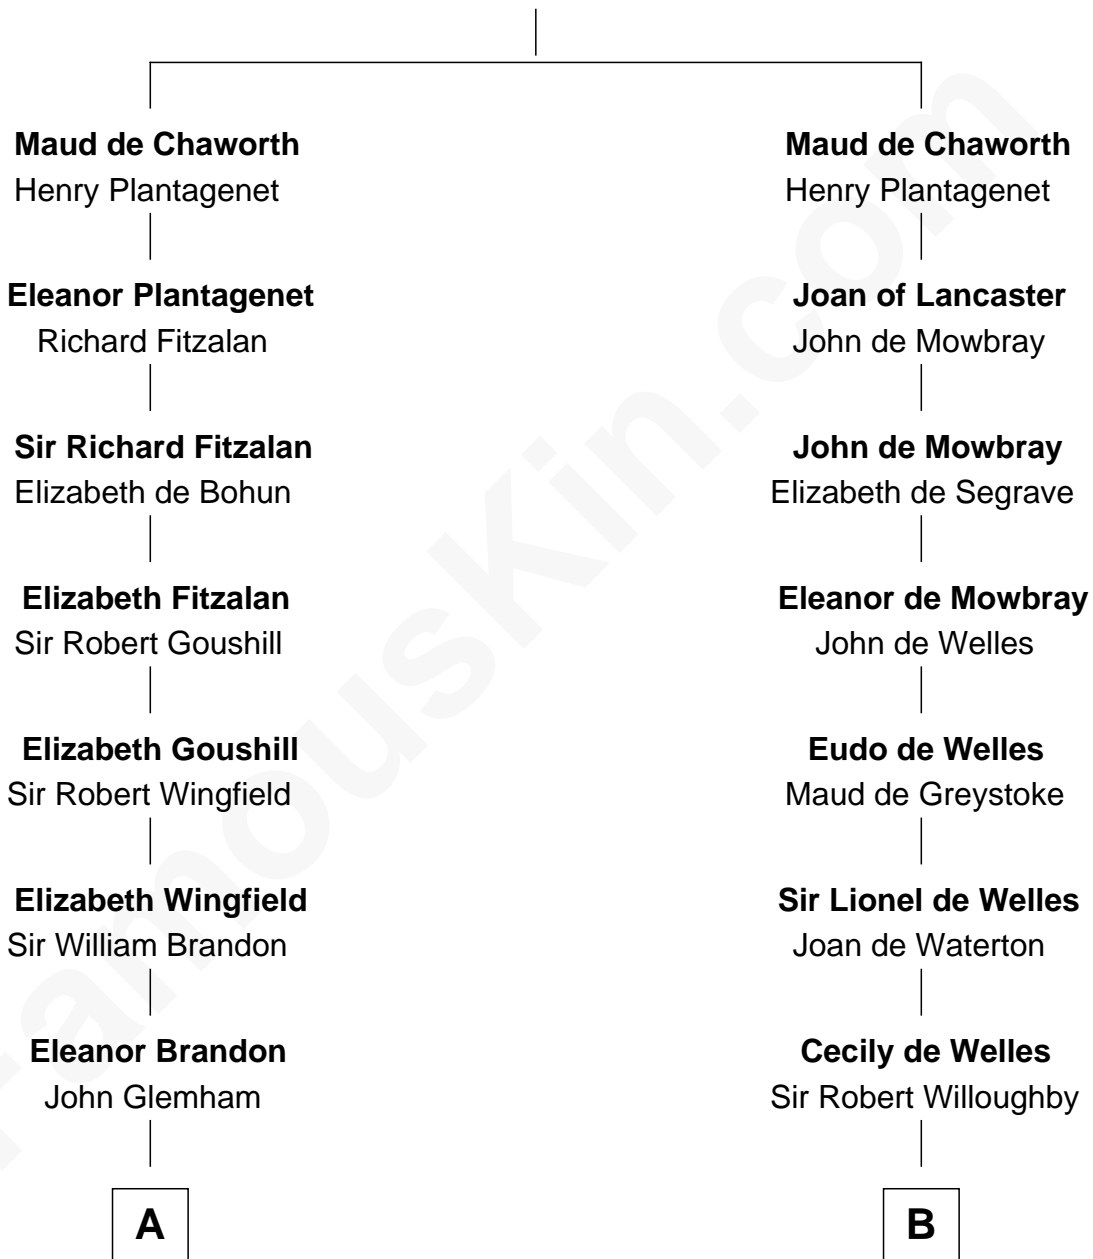 Maud de Chaworth
Henry Plantagenet
Eleanor Plantagenet
Richard Fitzalan
Sir Richard Fitzalan
Elizabeth de Bohun
Elizabeth Fitzalan
Sir Robert Goushill
Elizabeth Goushill
Sir Robert Wingfield
Elizabeth Wingfield
Sir William Brandon
Eleanor Brandon
John Glemham
A
Maud de Chaworth
Henry Plantagenet
Joan of Lancaster
John de Mowbray
John de Mowbray
Elizabeth de Segrave
Eleanor de Mowbray
John de Welles
Eudo de Welles
Maud de Greystoke
Sir Lionel de Welles
Joan de Waterton
Cecily de Welles
Sir Robert Willoughby
B
FamousKin.com